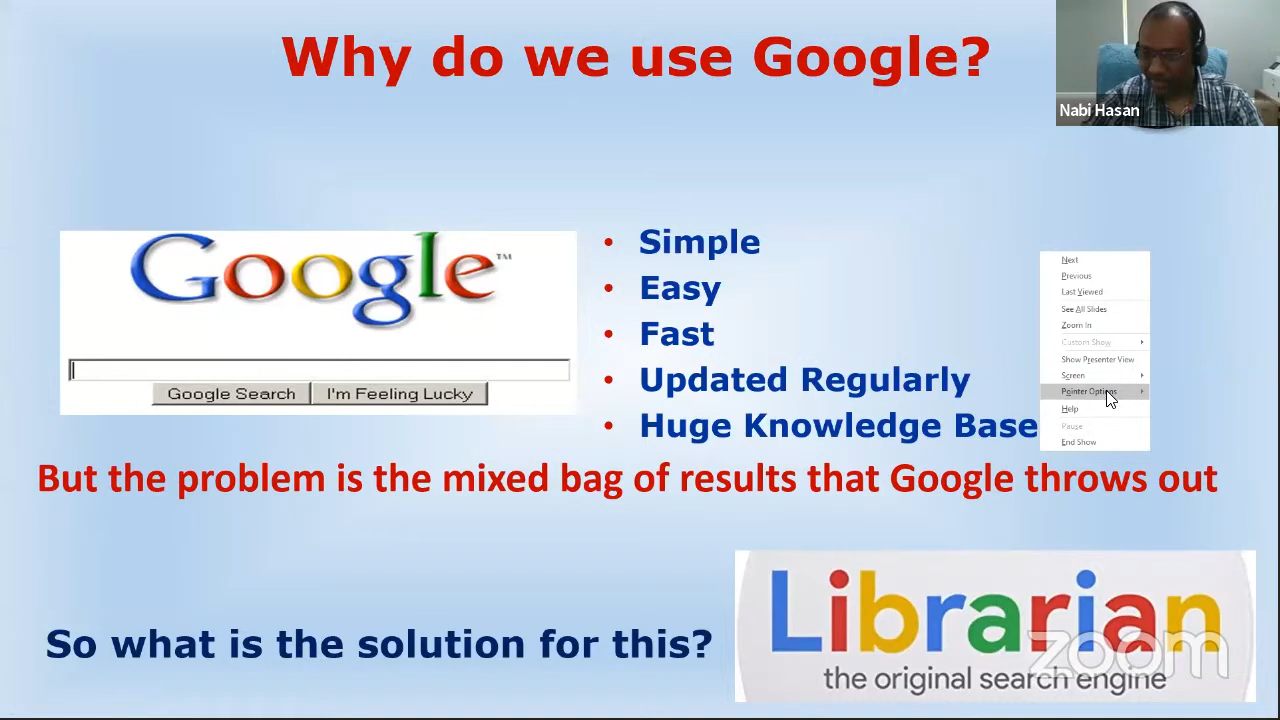 Why do we use Google?
Nabi Hasan
Google™
Google Search
I'm Feeling Lucky
• Simple
• Easy
• Fast
• Updated Regularly
• Huge Knowledge Base
Next
Previous
Last Viewed
See All Slides
Zoom In
Custom Show
Show Presenter View
Screen
Pointer Options
Help
Pause
End Show
But the problem is the mixed bag of results that Google throws out
So what is the solution for this?
Librarian
the original search engine
zoom